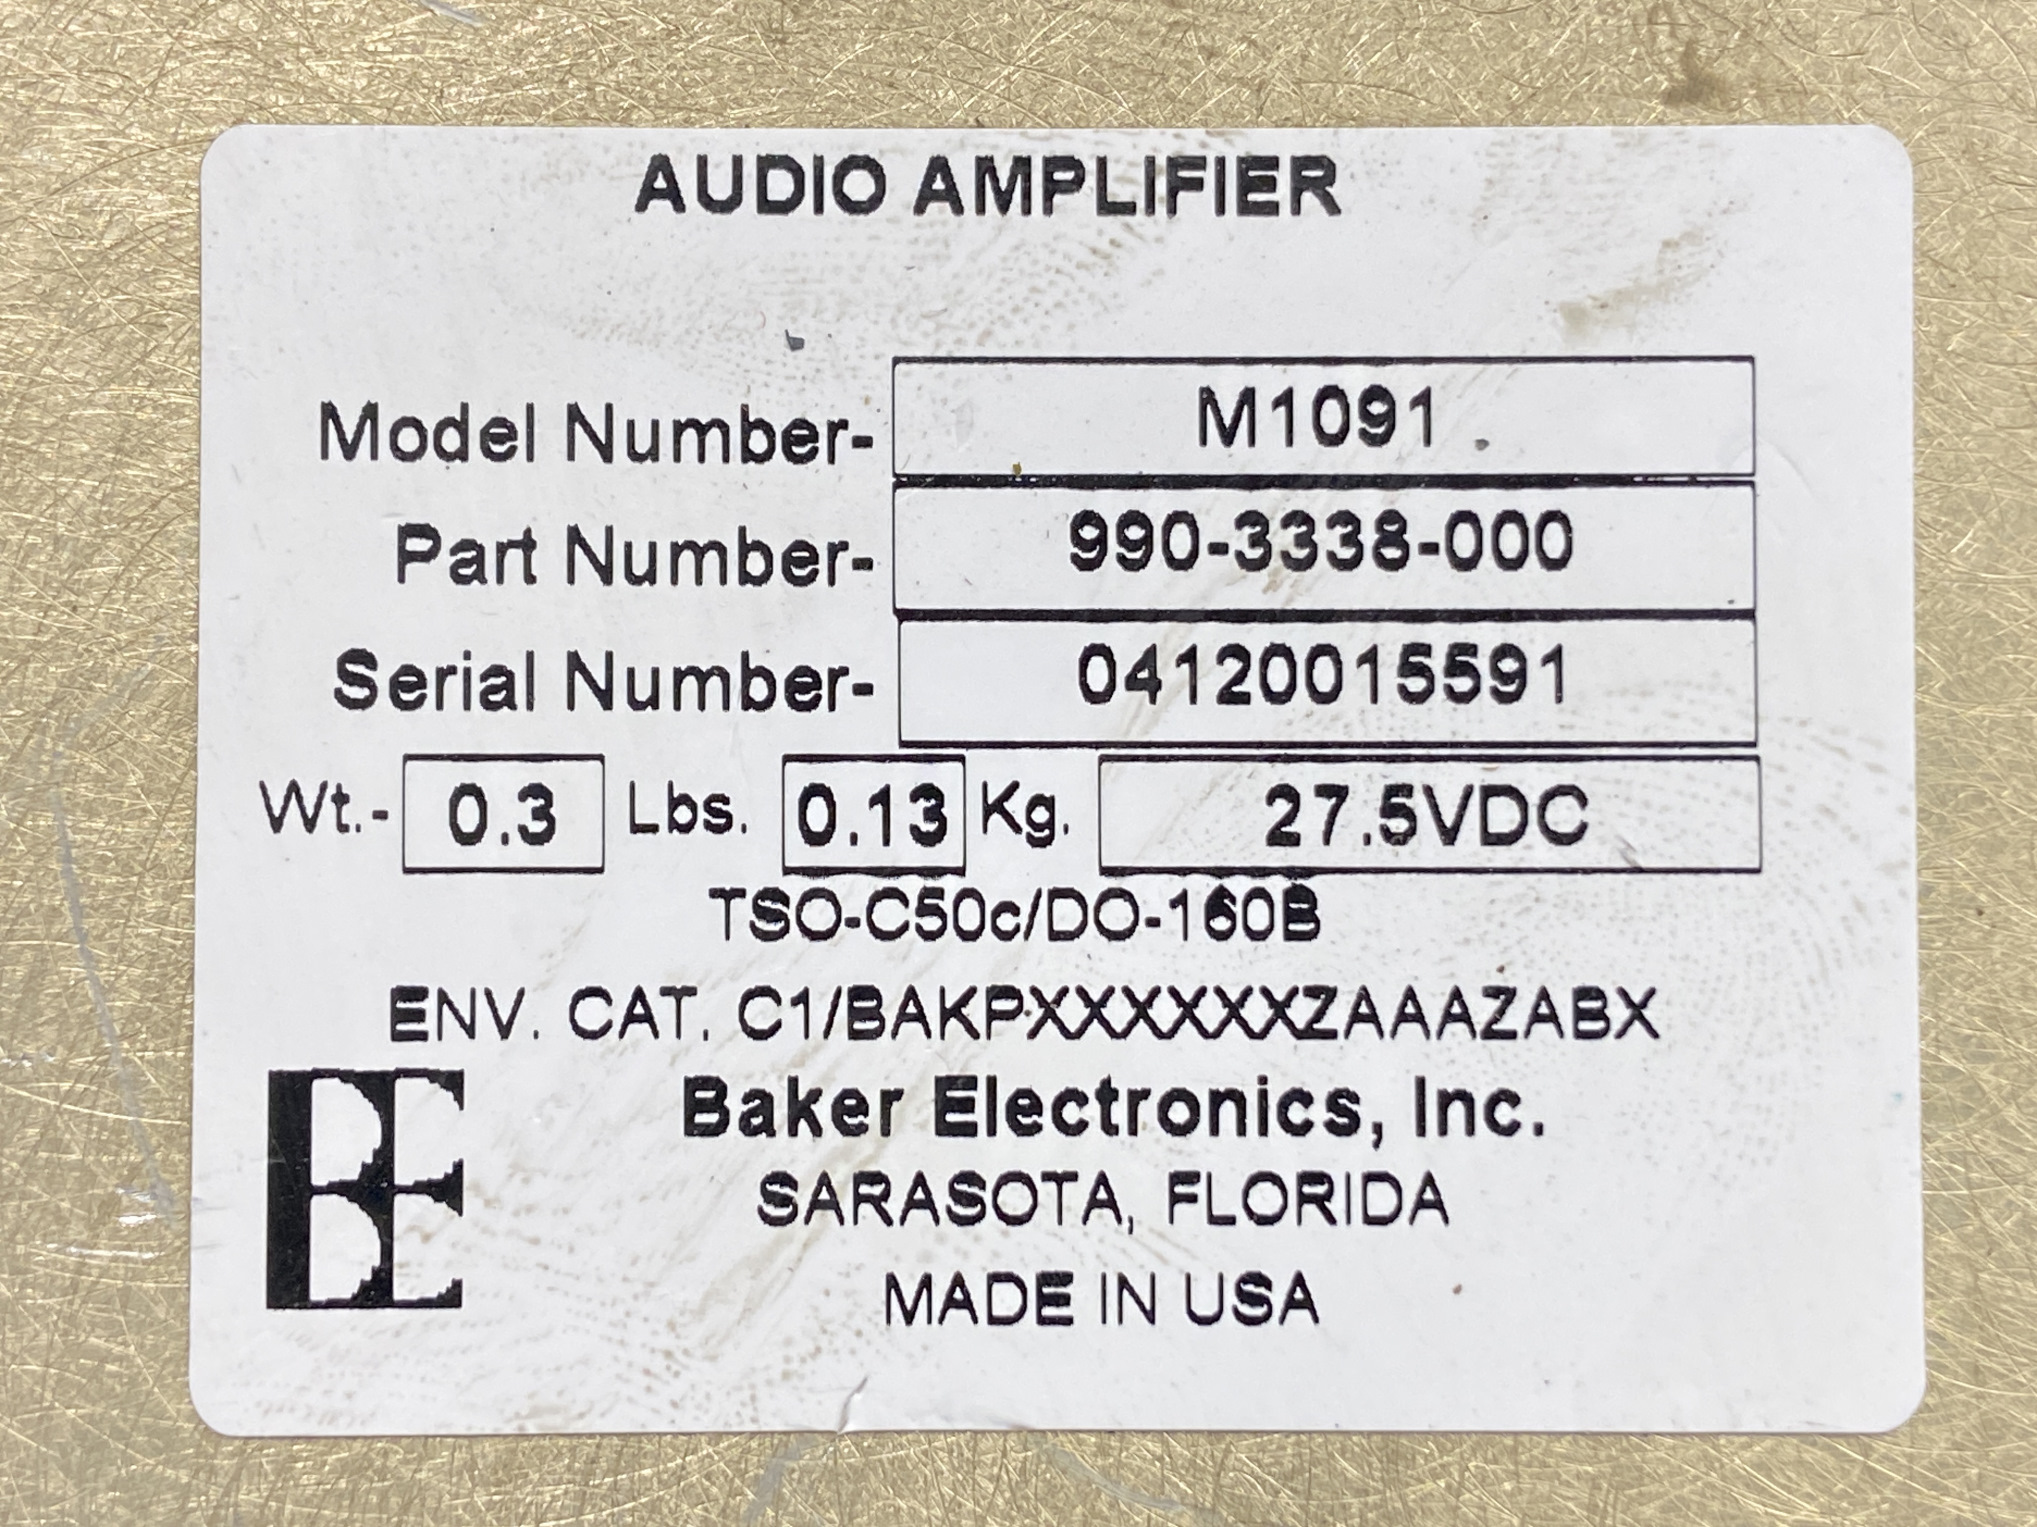 AUDIO AMPLIFIER
Model Number- M1091
Part Number- 990-3338-000
Serial Number- 04120015591
Wt.- 0.3 Lbs. 0.13 Kg. 27.5VDC
TSO-C50c/DO-160B
ENV. CAT. C1/BAKPXXXXXXZAAAZABX
BE
Baker Electronics, Inc.
SARASOTA, FLORIDA
MADE IN USA